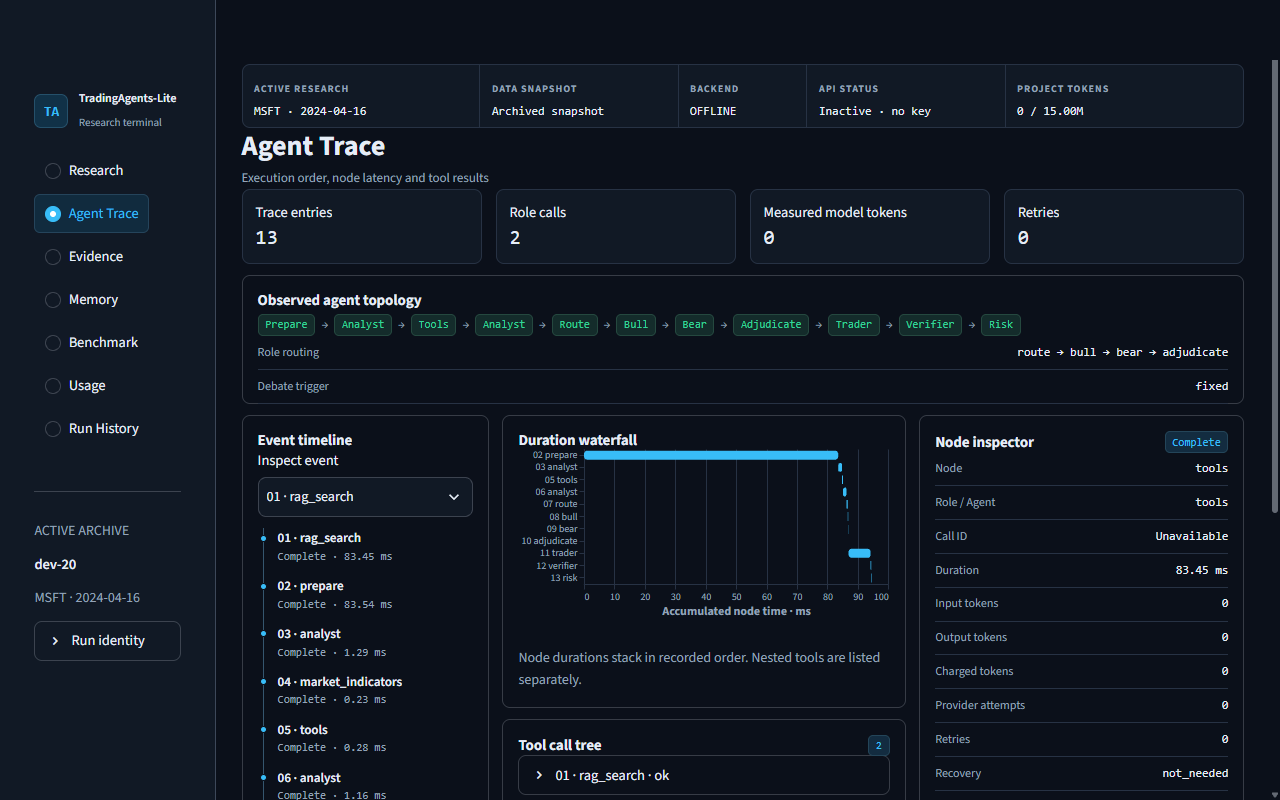 TA
TradingAgents-Lite
Research terminal
Research
Agent Trace
Evidence
Memory
Benchmark
Usage
Run History
ACTIVE ARCHIVE
dev-20
MSFT · 2024-04-16
Run identity
ACTIVE RESEARCH
MSFT · 2024-04-16
DATA SNAPSHOT
Archived snapshot
BACKEND
OFFLINE
API STATUS
Inactive · no key
PROJECT TOKENS
0 / 15.00M
Agent Trace
Execution order, node latency and tool results
Trace entries
13
Role calls
2
Measured model tokens
0
Retries
0
Observed agent topology
Prepare → Analyst → Tools → Analyst → Route → Bull → Bear → Adjudicate → Trader → Verifier → Risk
Role routing route → bull → bear → adjudicate
Debate trigger fixed
Event timeline
Inspect event
01 · rag_search
01 · rag_search
Complete · 83.45 ms
02 · prepare
Complete · 83.54 ms
03 · analyst
Complete · 1.29 ms
04 · market_indicators
Complete · 0.23 ms
05 · tools
Complete · 0.28 ms
06 · analyst
Complete · 1.16 ms
Duration waterfall
02 prepare
03 analyst
05 tools
06 analyst
07 route
08 bull
09 bear
10 adjudicate
11 trader
12 verifier
13 risk
0 10 20 30 40 50 60 70 80 90 100
Accumulated node time · ms
Node durations stack in recorded order. Nested tools are listed
separately.
Tool call tree 2
01 · rag_search · ok
Node inspector Complete
Node tools
Role / Agent tools
Call ID Unavailable
Duration 83.45 ms
Input tokens 0
Output tokens 0
Charged tokens 0
Provider attempts 0
Retries 0
Recovery not_needed